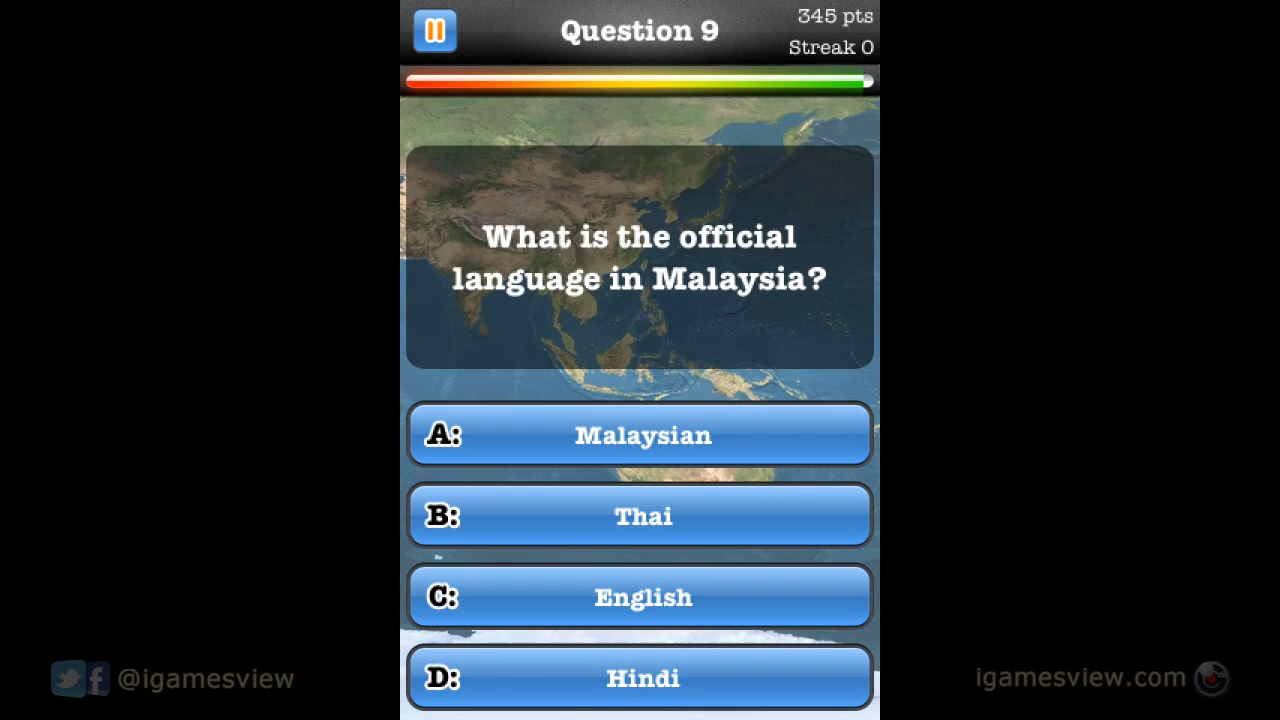 Question 9
345 pts
Streak 0
What is the official
language in Malaysia?
A: Malaysian
B: Thai
C: English
D: Hindi
@igamesview
igamesview.com